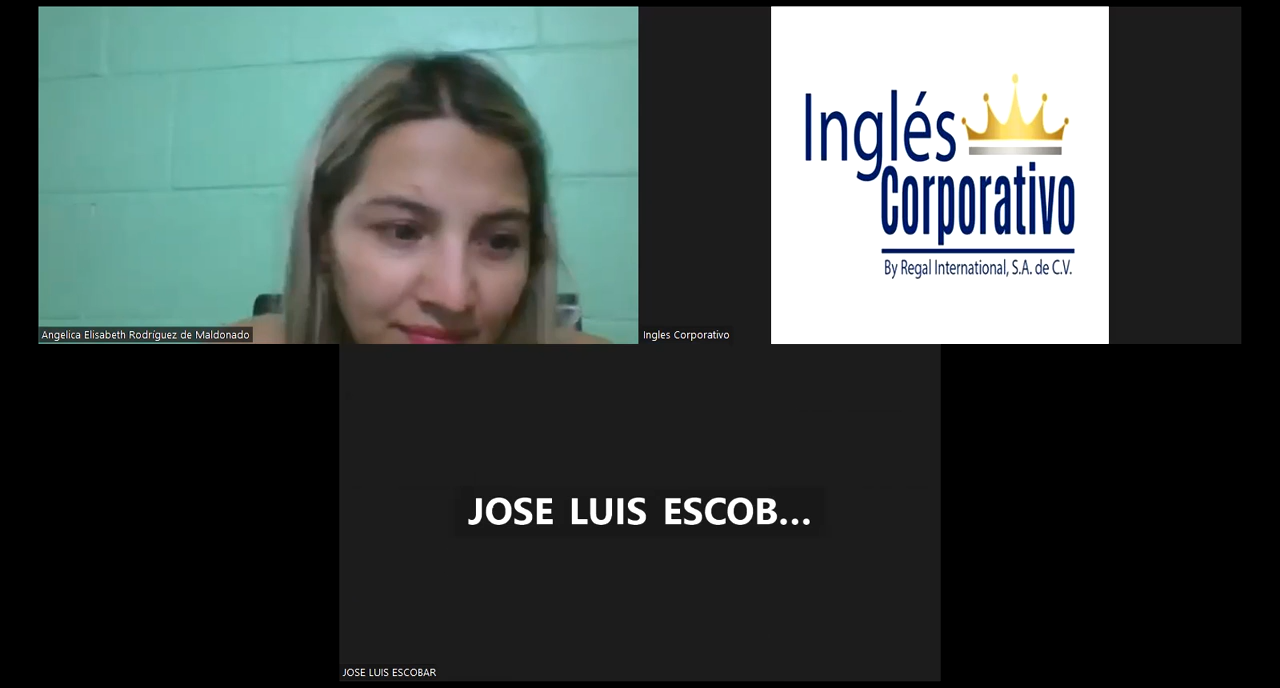 Inglés
Corporativo
By Regal International, S.A. de C.V.
Angelica Elisabeth Rodríguez de Maldonado
Ingles Corporativo
JOSE LUIS ESCOB...
JOSE LUIS ESCOBAR